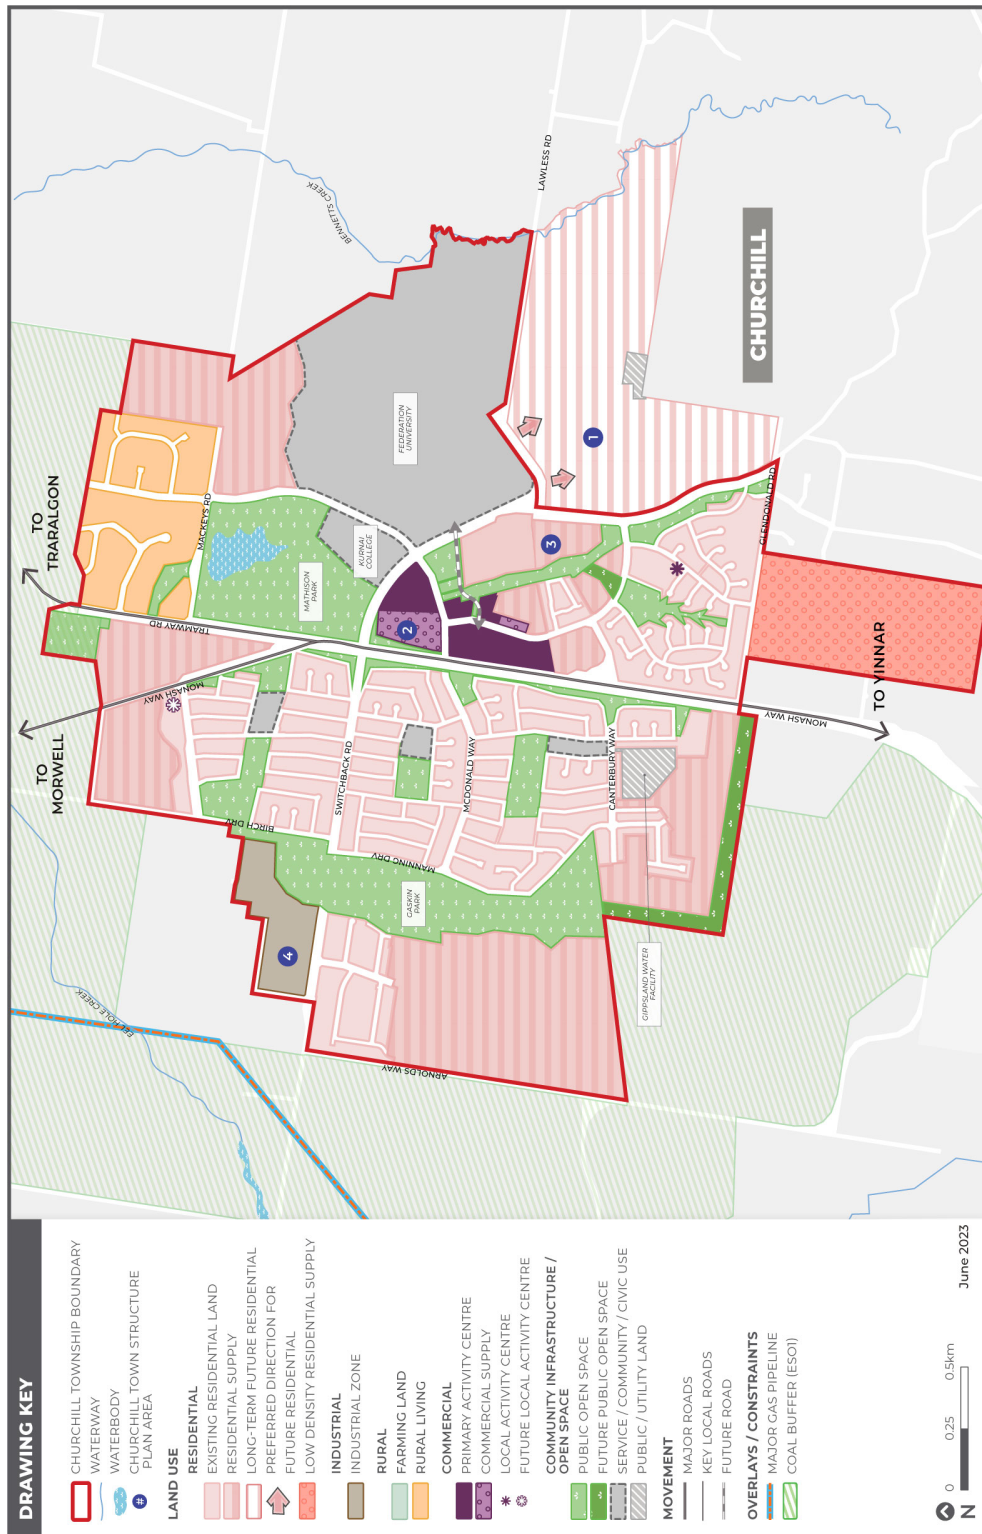 DRAWING KEY
CHURCHILL TOWNSHIP BOUNDARY
WATERWAY
WATERBODY
#
CHURCHILL TOWN STRUCTURE
PLAN AREA
LAND USE
RESIDENTIAL
EXISTING RESIDENTIAL LAND
RESIDENTIAL SUPPLY
LONG-TERM FUTURE RESIDENTIAL
PREFERRED DIRECTION FOR
FUTURE RESIDENTIAL
LOW DENSITY RESIDENTIAL SUPPLY
INDUSTRIAL
INDUSTRIAL ZONE
RURAL
FARMING LAND
RURAL LIVING
COMMERCIAL
PRIMARY ACTIVITY CENTRE
COMMERCIAL SUPPLY
LOCAL ACTIVITY CENTRE
FUTURE LOCAL ACTIVITY CENTRE
COMMUNITY INFRASTRUCTURE /
OPEN SPACE
PUBLIC OPEN SPACE
FUTURE PUBLIC OPEN SPACE
SERVICE / COMMUNITY / CIVIC USE
PUBLIC / UTILITY LAND
MOVEMENT
MAJOR ROADS
KEY LOCAL ROADS
FUTURE ROAD
OVERLAYS / CONSTRAINTS
MAJOR GAS PIPELINE
COAL BUFFER (ESO1)
N
0
0.25
0.5km
June 2023
TO
MORWELL
TO
TRARALGON
EEL HOLE CREEK
MONASH WAY
TRAMWAY RD
MACKEYS RD
BENNETTS CREEK
BIRCH DRV
SWITCHBACK RD
MATHISON
PARK
KURNAI
COLLEGE
FEDERATION
UNIVERSITY
4
2
GASKIN
PARK
MANNING DRV
MCDONALD WAY
ARNOLDS WAY
3
1
LAWLESS RD
CANTERBURY WAY
GIPPSLAND WATER
FACILITY
GLENDONALD RD
CHURCHILL
MONASH WAY
TO YINNAR